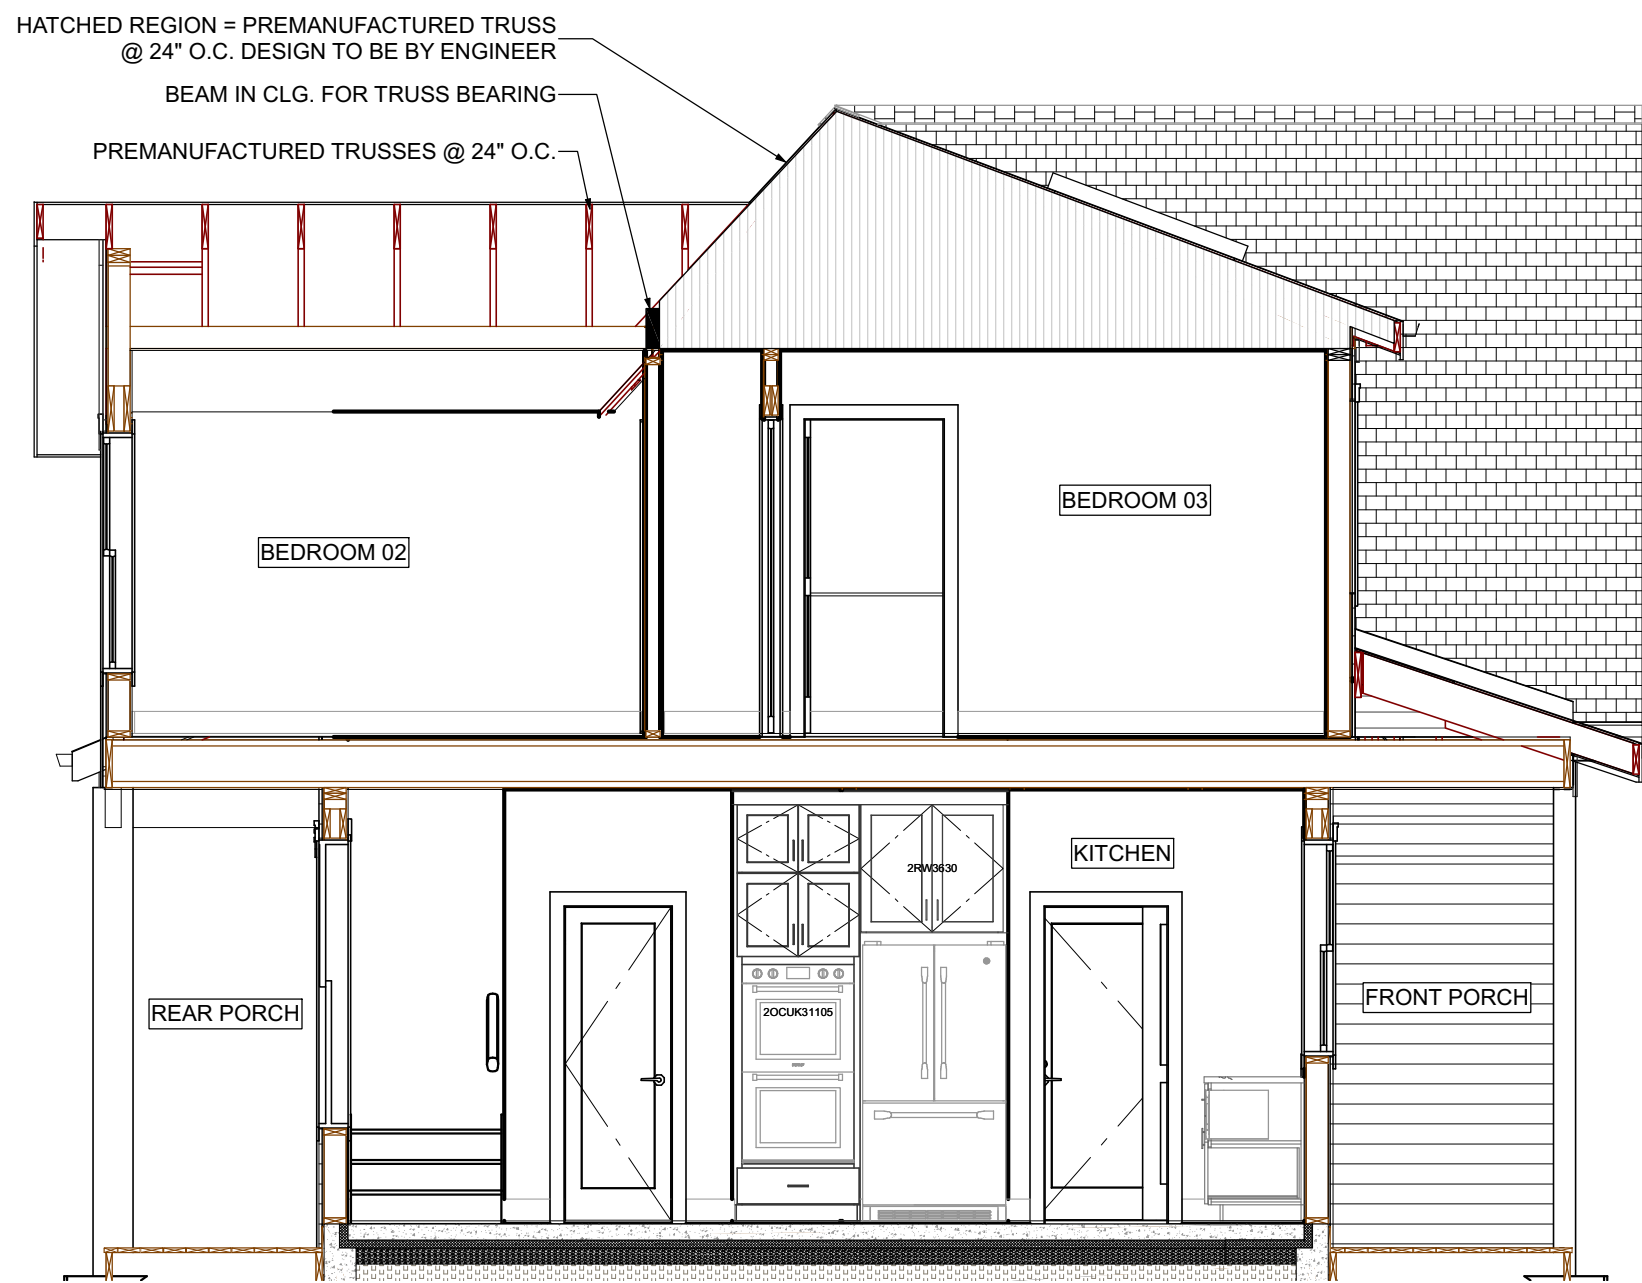 HATCHED REGION = PREMANUFACTURED TRUSS
@ 24" O.C. DESIGN TO BE BY ENGINEER
BEAM IN CLG. FOR TRUSS BEARING
PREMANUFACTURED TRUSSES @ 24" O.C.
BEDROOM 03
BEDROOM 02
KITCHEN
2RW3630
FRONT PORCH
REAR PORCH
2OCUK31105